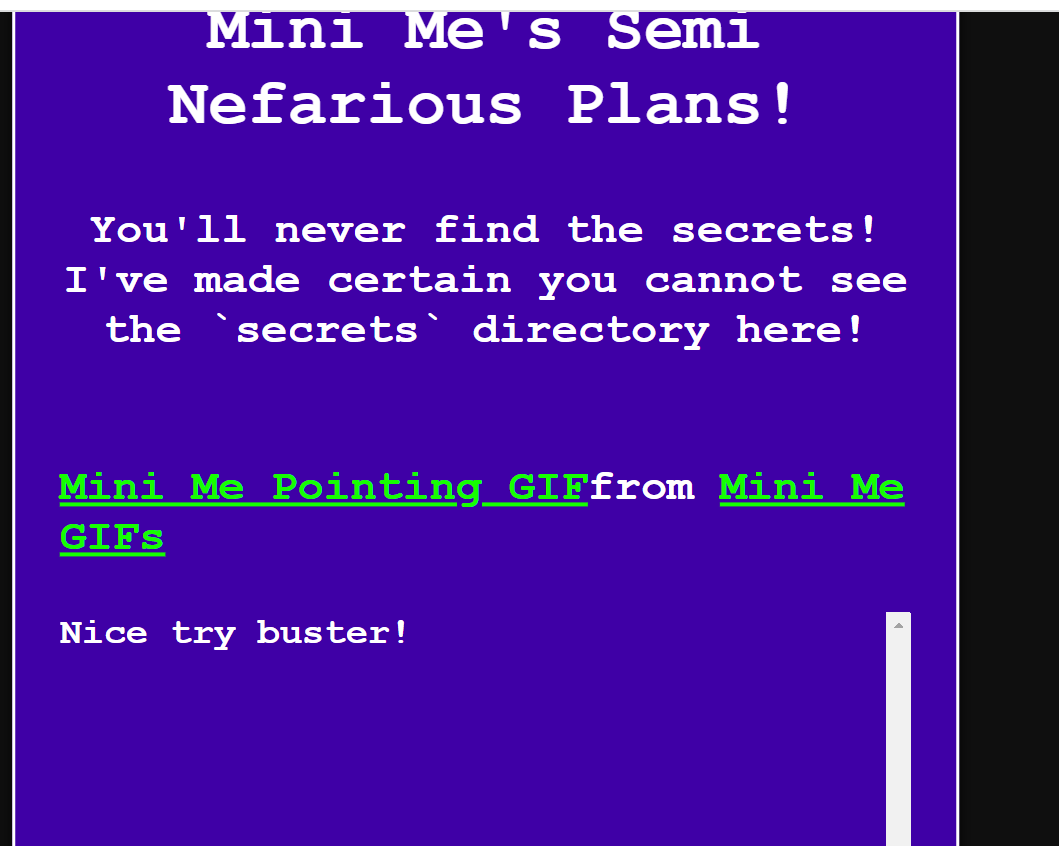 Mini Me's Semi
Nefarious Plans!
You'll never find the secrets!
I've made certain you cannot see
the `secrets` directory here!
Mini Me Pointing GIFfrom Mini Me
GIFs
Nice try buster!